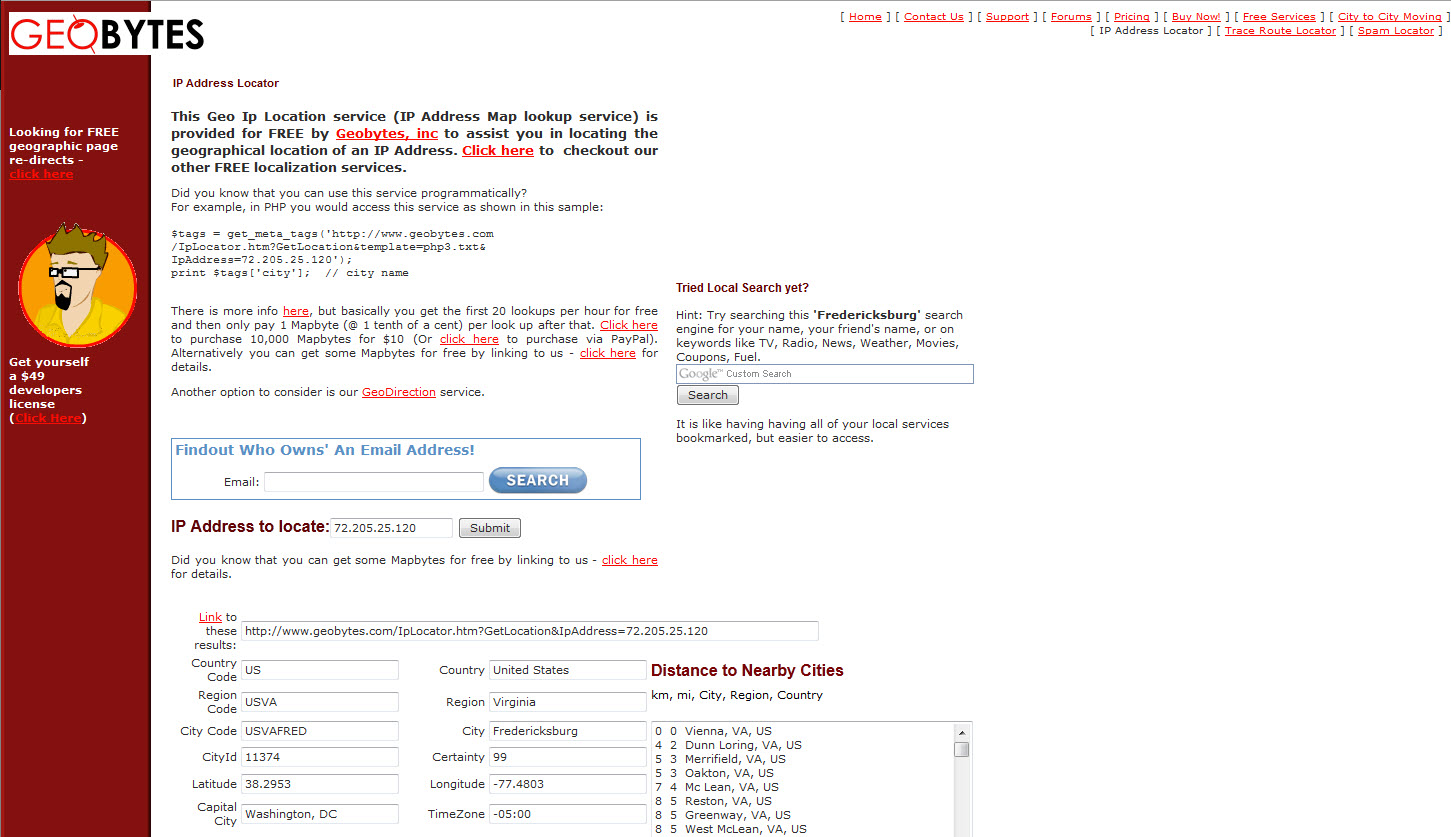 GEOBYTES
[ Home ] [ Contact Us ] [ Support ] [ Forums ] [ Pricing ] [ Buy Now! ] [ Free Services ] [ City to City Moving ]
[ IP Address Locator ] [ Trace Route Locator ] [ Spam Locator ]
Looking for FREE
geographic page
re-directs -
click here
Get yourself
a $49
developers
license
(Click Here)
IP Address Locator
This Geo Ip Location service (IP Address Map lookup service) is
provided for FREE by Geobytes, inc to assist you in locating the
geographical location of an IP Address. Click here to checkout our
other FREE localization services.
Did you know that you can use this service programmatically?
For example, in PHP you would access this service as shown in this sample:
$tags = get_meta_tags('http://www.geobytes.com
/IpLocator.htm?GetLocation&template=php3.txt&
IpAddress=72.205.25.120');
print $tags['city']; // city name
There is more info here, but basically you get the first 20 lookups per hour for free
and then only pay 1 Mapbyte (@ 1 tenth of a cent) per look up after that. Click here
to purchase 10,000 Mapbytes for $10 (Or click here to purchase via PayPal).
Alternatively you can get some Mapbytes for free by linking to us - click here for
details.
Another option to consider is our GeoDirection service.
Tried Local Search yet?
Hint: Try searching this 'Fredericksburg' search
engine for your name, your friend's name, or on
keywords like TV, Radio, News, Weather, Movies,
Coupons, Fuel.
Google™ Custom Search
Search
It is like having having all of your local services
bookmarked, but easier to access.
Findout Who Owns' An Email Address!
Email: SEARCH
IP Address to locate: 72.205.25.120 Submit
Did you know that you can get some Mapbytes for free by linking to us - click here
for details.
Link to
these
results:
http://www.geobytes.com/IpLocator.htm?GetLocation&IpAddress=72.205.25.120
Country
Code
US
Country United States
Region
Code
USVA
Region Virginia
City Code USVAFRED
City Fredericksburg
CityId 11374
Certainty 99
Latitude 38.2953
Longitude -77.4803
Capital
City
Washington, DC
TimeZone -05:00
Distance to Nearby Cities
km, mi, City, Region, Country
0 0 Vienna, VA, US
4 2 Dunn Loring, VA, US
5 3 Merrifield, VA, US
5 3 Oakton, VA, US
7 4 Mc Lean, VA, US
8 5 Reston, VA, US
8 5 Greenway, VA, US
8 5 West McLean, VA, US